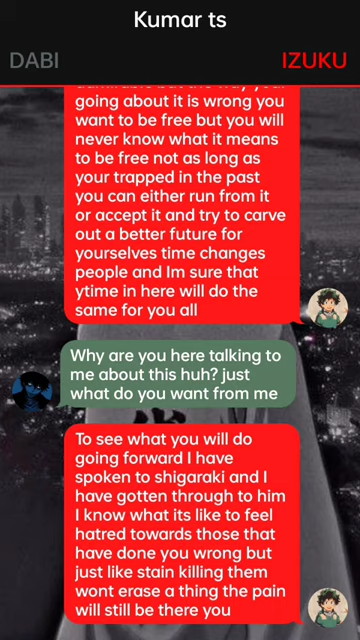 Kumar ts
DABI
IZUKU
going about it is wrong you
want to be free but you will
never know what it means
to be free not as long as
your trapped in the past
you can either run from it
or accept it and try to carve
out a better future for
yourselves time changes
people and Im sure that
ytime in here will do the
same for you all
Why are you here talking to
me about this huh? just
what do you want from me
To see what you will do
going forward I have
spoken to shigaraki and I
have gotten through to him
I know what its like to feel
hatred towards those that
have done you wrong but
just like stain killing them
wont erase a thing the pain
will still be there you